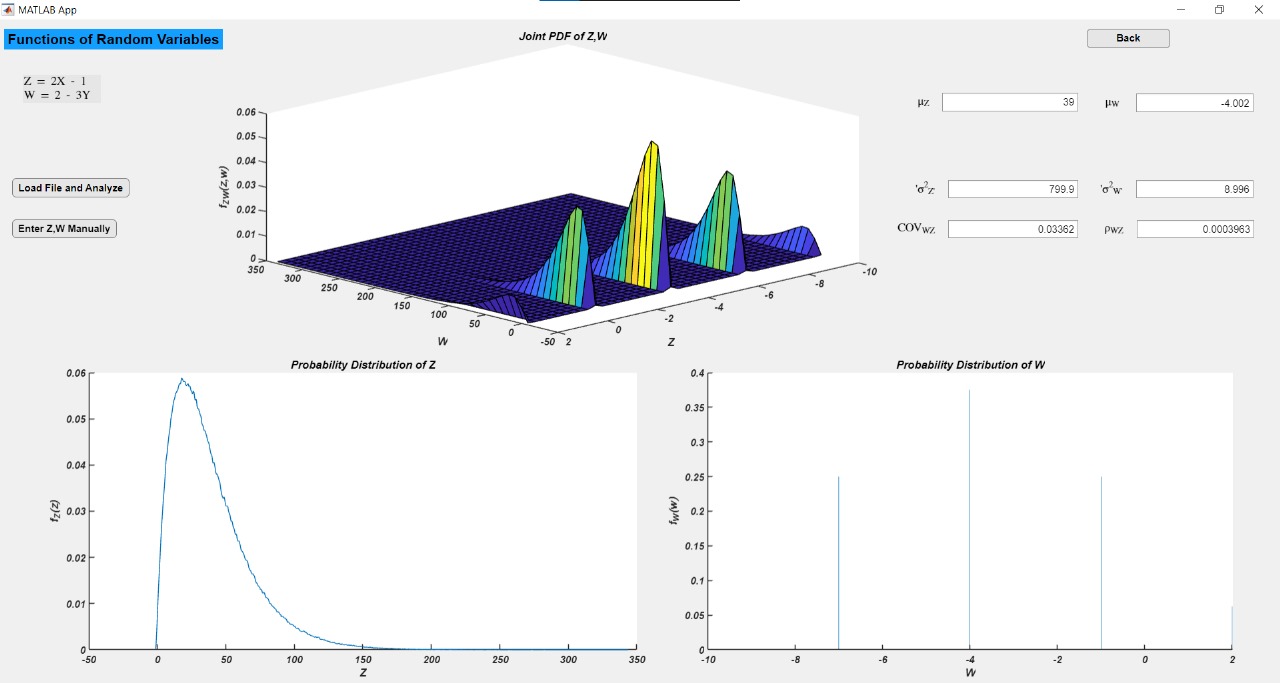 MATLAB App
Functions of Random Variables
Back
Z = 2X - 1
W = 2 - 3Y
Load File and Analyze
Enter Z,W Manually
Joint PDF of Z,W
0.06
0.05
0.04
0.03
0.02
0.01
0
f_ZW(z,w)
350
300
250
200
150
100
50
0
-50
W
2
0
-2
-4
-6
-8
-10
Z
μZ 39 μW -4.002
'σ²Z' 799.9 'σ²W 8.996
COVWZ 0.03362 ρWZ 0.0003963
Probability Distribution of Z
0.06
0.05
0.04
0.03
0.02
0.01
0
fZ(z)
-50 0 50 100 150 200 250 300 350
Z
Probability Distribution of W
0.4
0.35
0.3
0.25
0.2
0.15
0.1
0.05
0
fW(w)
-10 -8 -6 -4 -2 0 2
W